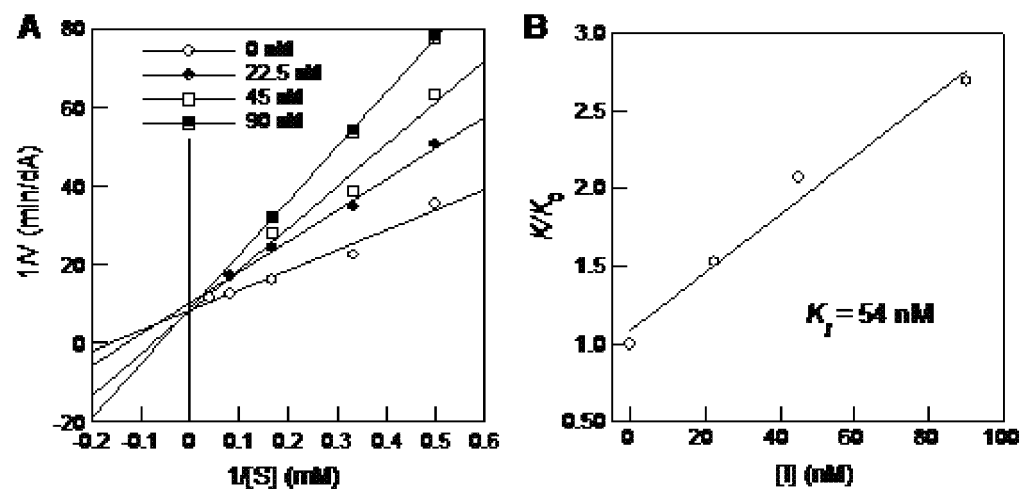 A
80
60
40
20
0
-20
1/V (min/dA)
0 nM
22.5 nM
45 nM
90 nM
-0.2 -0.1 0 0.1 0.2 0.3 0.4 0.5 0.6
1/[S] (mM)
B
3.0
2.5
2.0
1.5
1.0
0.50
K/K0
KI = 54 nM
0 20 40 60 80 100
[I] (nM)